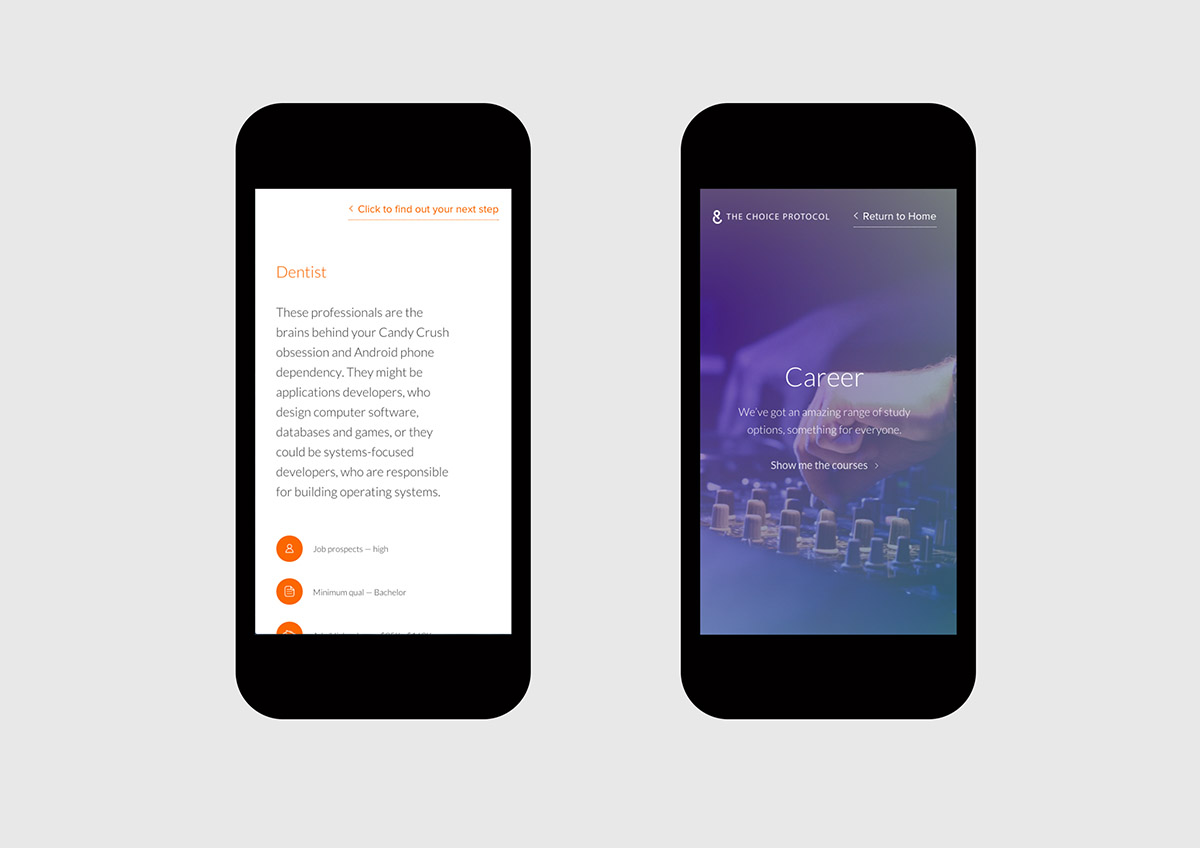 Click to find out your next step
Dentist
These professionals are the
brains behind your Candy Crush
obsession and Android phone
dependency. They might be
applications developers, who
design computer software,
databases and games, or they
could be systems-focused
developers, who are responsible
for building operating systems.
Job prospects — high
Minimum qual — Bachelor
& THE CHOICE PROTOCOL
Return to Home
Career
We've got an amazing range of study
options, something for everyone.
Show me the courses